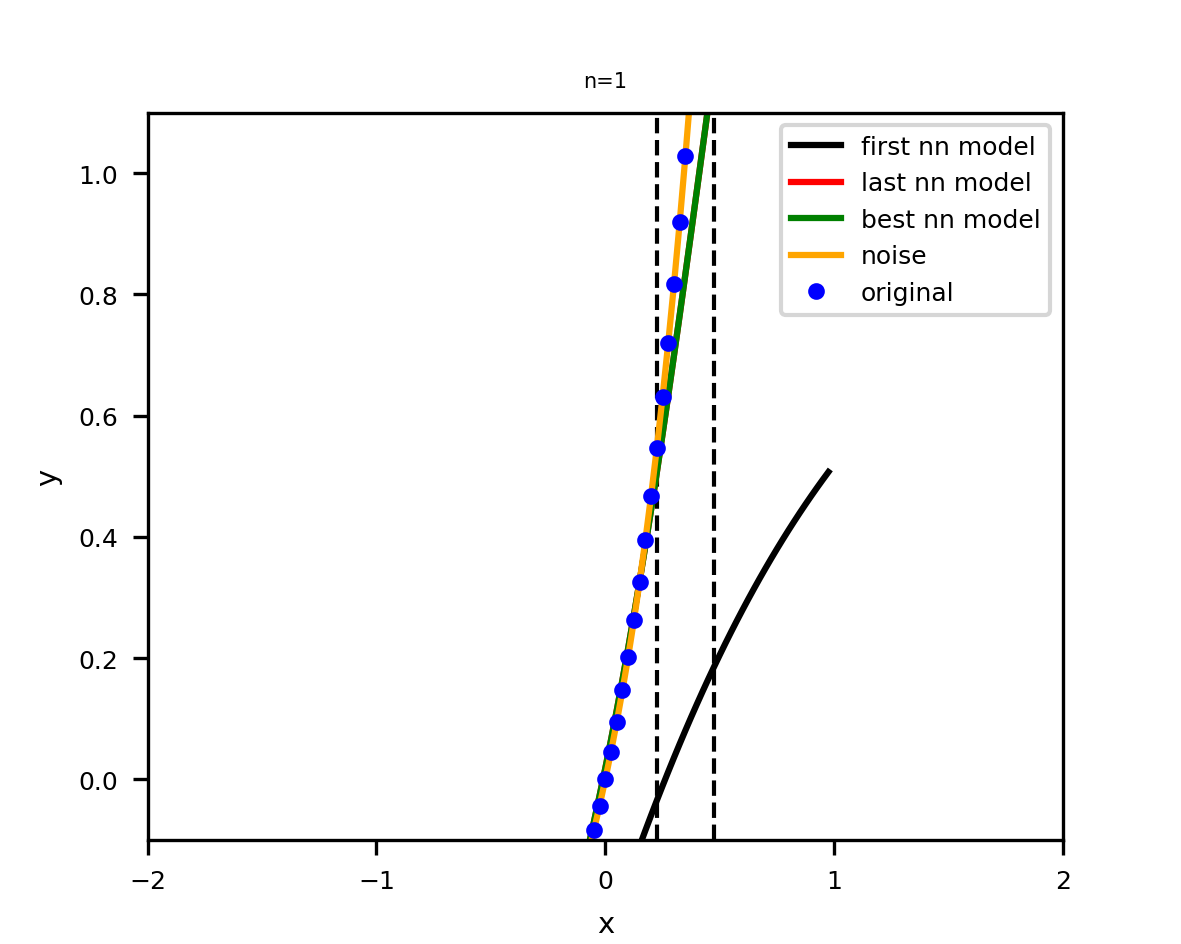 n=1
first nn model
last nn model
best nn model
noise
original
1.0
0.8
0.6
0.4
0.2
0.0
y
−2
−1
0
1
2
x